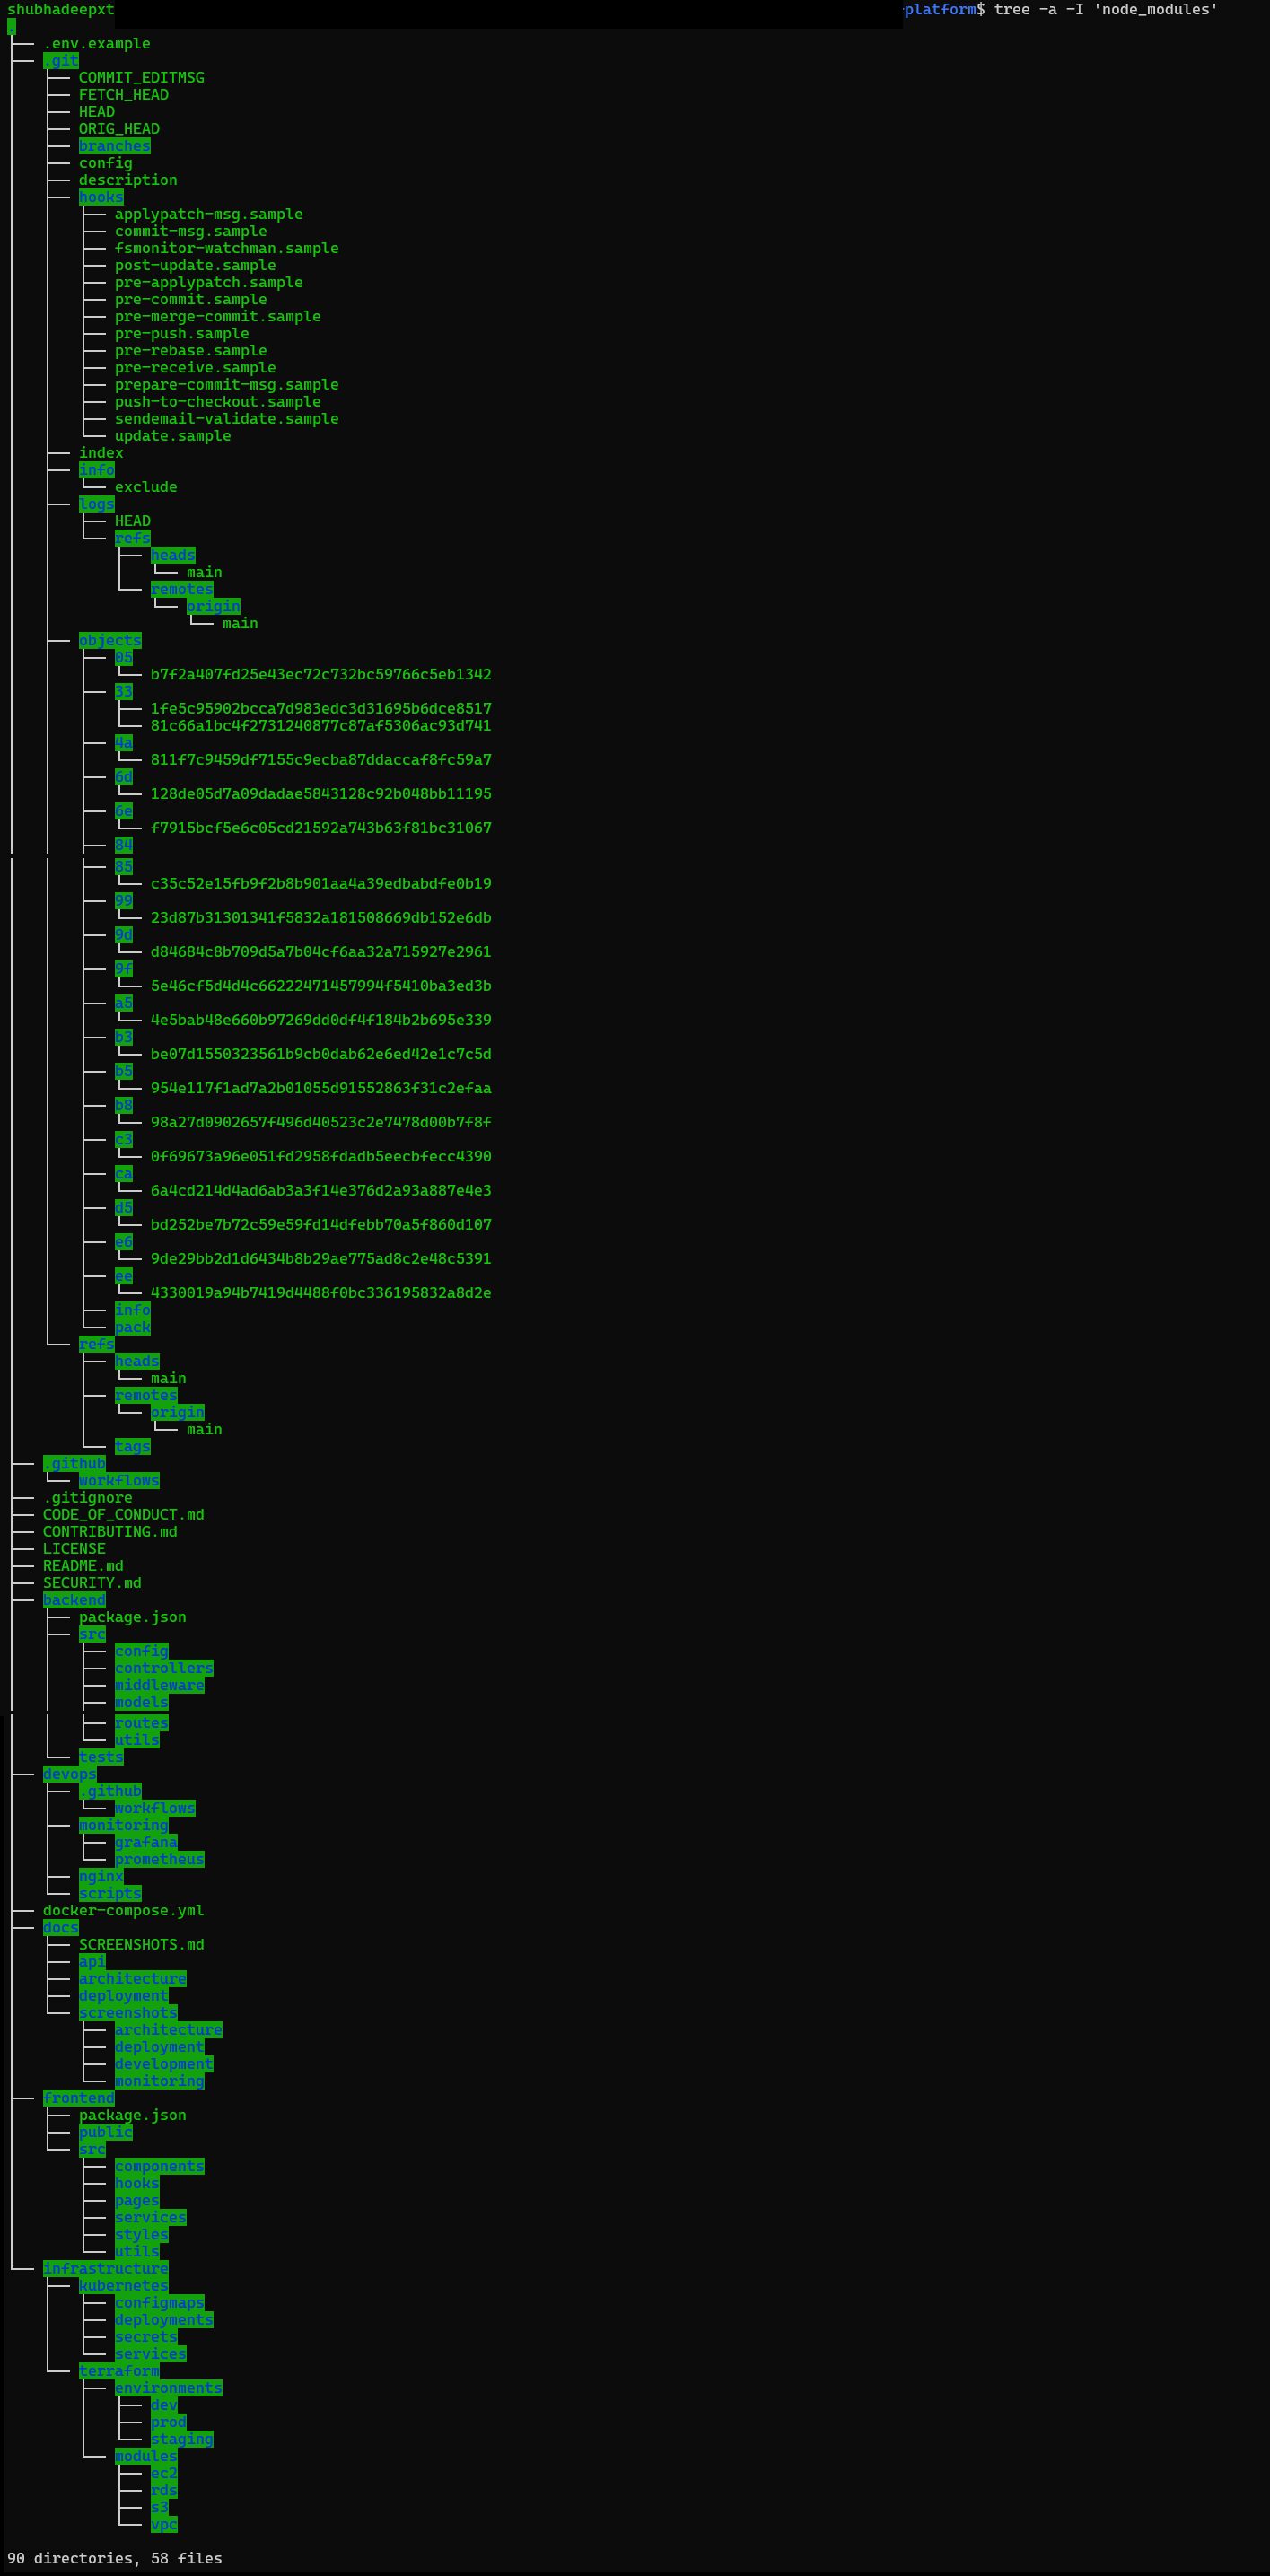 shubhadeepxt -platform$ tree -a -I 'node_modules'
.
├── .env.example
├── .git
│   ├── COMMIT_EDITMSG
│   ├── FETCH_HEAD
│   ├── HEAD
│   ├── ORIG_HEAD
│   ├── branches
│   ├── config
│   ├── description
│   ├── hooks
│   │   ├── applypatch-msg.sample
│   │   ├── commit-msg.sample
│   │   ├── fsmonitor-watchman.sample
│   │   ├── post-update.sample
│   │   ├── pre-applypatch.sample
│   │   ├── pre-commit.sample
│   │   ├── pre-merge-commit.sample
│   │   ├── pre-push.sample
│   │   ├── pre-rebase.sample
│   │   ├── pre-receive.sample
│   │   ├── prepare-commit-msg.sample
│   │   ├── push-to-checkout.sample
│   │   ├── sendemail-validate.sample
│   │   └── update.sample
│   ├── index
│   ├── info
│   │   └── exclude
│   ├── logs
│   │   ├── HEAD
│   │   └── refs
│   │       ├── heads
│   │       │   └── main
│   │       └── remotes
│   │           └── origin
│   │               └── main
│   ├── objects
│   │   ├── 05
│   │   │   └── b7f2a407fd25e43ec72c732bc59766c5eb1342
│   │   ├── 33
│   │   │   ├── 1fe5c95902bcca7d983edc3d31695b6dce8517
│   │   │   └── 81c66a1bc4f2731240877c87af5306ac93d741
│   │   ├── 4a
│   │   │   └── 811f7c9459df7155c9ecba87ddaccaf8fc59a7
│   │   ├── 6d
│   │   │   └── 128de05d7a09dadae5843128c92b048bb11195
│   │   ├── 6e
│   │   │   └── f7915bcf5e6c05cd21592a743b63f81bc31067
│   │   ├── 84
│   │   ├── 85
│   │   │   └── c35c52e15fb9f2b8b901aa4a39edbabdfe0b19
│   │   ├── 99
│   │   │   └── 23d87b31301341f5832a181508669db152e6db
│   │   ├── 9d
│   │   │   └── d84684c8b709d5a7b04cf6aa32a715927e2961
│   │   ├── 9f
│   │   │   └── 5e46cf5d4d4c66222471457994f5410ba3ed3b
│   │   ├── a5
│   │   │   └── 4e5bab48e660b97269dd0df4f184b2b695e339
│   │   ├── b3
│   │   │   └── be07d1550323561b9cb0dab62e6ed42e1c7c5d
│   │   ├── b5
│   │   │   └── 954e117f1ad7a2b01055d91552863f31c2efaa
│   │   ├── b8
│   │   │   └── 98a27d0902657f496d40523c2e7478d00b7f8f
│   │   ├── c3
│   │   │   └── 0f69673a96e051fd2958fdadb5eecbfecc4390
│   │   ├── ca
│   │   │   └── 6a4cd214d4ad6ab3a3f14e376d2a93a887e4e3
│   │   ├── d5
│   │   │   └── bd252be7b72c59e59fd14dfebb70a5f860d107
│   │   ├── e6
│   │   │   └── 9de29bb2d1d6434b8b29ae775ad8c2e48c5391
│   │   ├── ee
│   │   │   └── 4330019a94b7419d4488f0bc336195832a8d2e
│   │   ├── info
│   │   └── pack
│   └── refs
│       ├── heads
│       │   └── main
│       ├── remotes
│       │   └── origin
│       │       └── main
│       └── tags
├── .github
│   └── workflows
├── .gitignore
├── CODE_OF_CONDUCT.md
├── CONTRIBUTING.md
├── LICENSE
├── README.md
├── SECURITY.md
├── backend
│   ├── package.json
│   ├── src
│   │   ├── config
│   │   ├── controllers
│   │   ├── middleware
│   │   ├── models
│   │   ├── routes
│   │   └── utils
│   └── tests
├── devops
│   ├── .github
│   │   └── workflows
│   ├── monitoring
│   │   ├── grafana
│   │   └── prometheus
│   ├── nginx
│   └── scripts
├── docker-compose.yml
├── docs
│   ├── SCREENSHOTS.md
│   ├── api
│   ├── architecture
│   ├── deployment
│   └── screenshots
│       ├── architecture
│       ├── deployment
│       ├── development
│       └── monitoring
├── frontend
│   ├── package.json
│   ├── public
│   └── src
│       ├── components
│       ├── hooks
│       ├── pages
│       ├── services
│       ├── styles
│       └── utils
└── infrastructure
    ├── kubernetes
    │   ├── configmaps
    │   ├── deployments
    │   ├── secrets
    │   └── services
    └── terraform
        ├── environments
        │   ├── dev
        │   ├── prod
        │   └── staging
        └── modules
            ├── ec2
            ├── rds
            ├── s3
            └── vpc
90 directories, 58 files